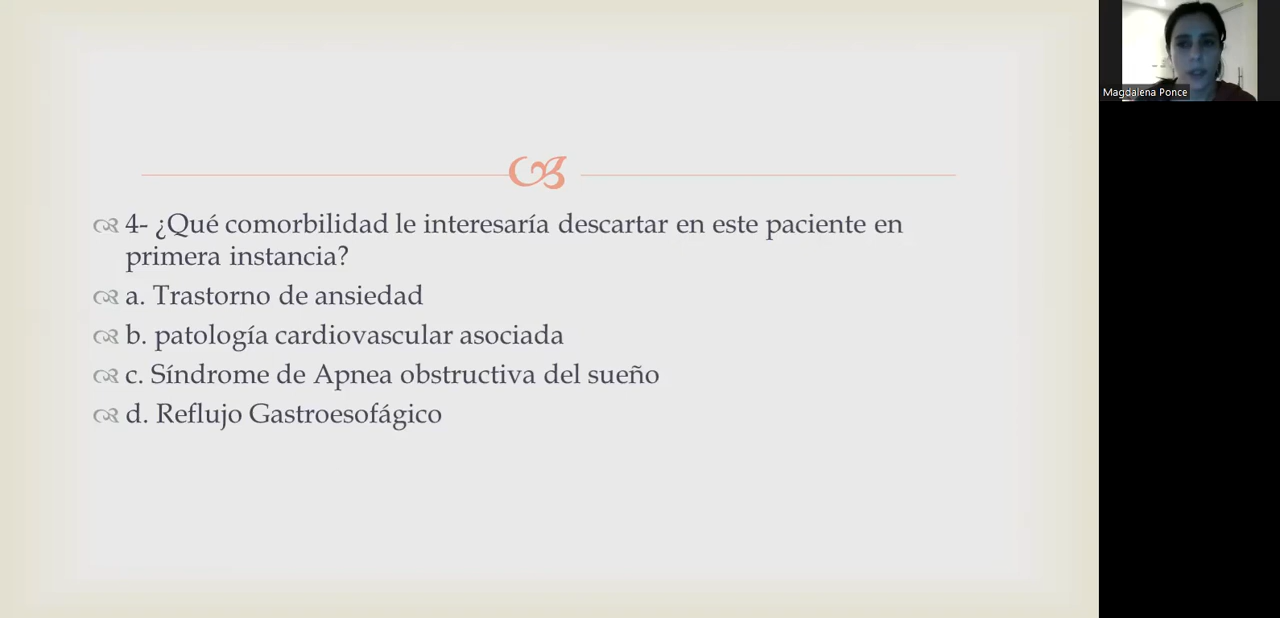 4- ¿Qué comorbilidad le interesaría descartar en este paciente en
primera instancia?
a. Trastorno de ansiedad
b. patología cardiovascular asociada
c. Síndrome de Apnea obstructiva del sueño
d. Reflujo Gastroesofágico
Magdalena Ponce